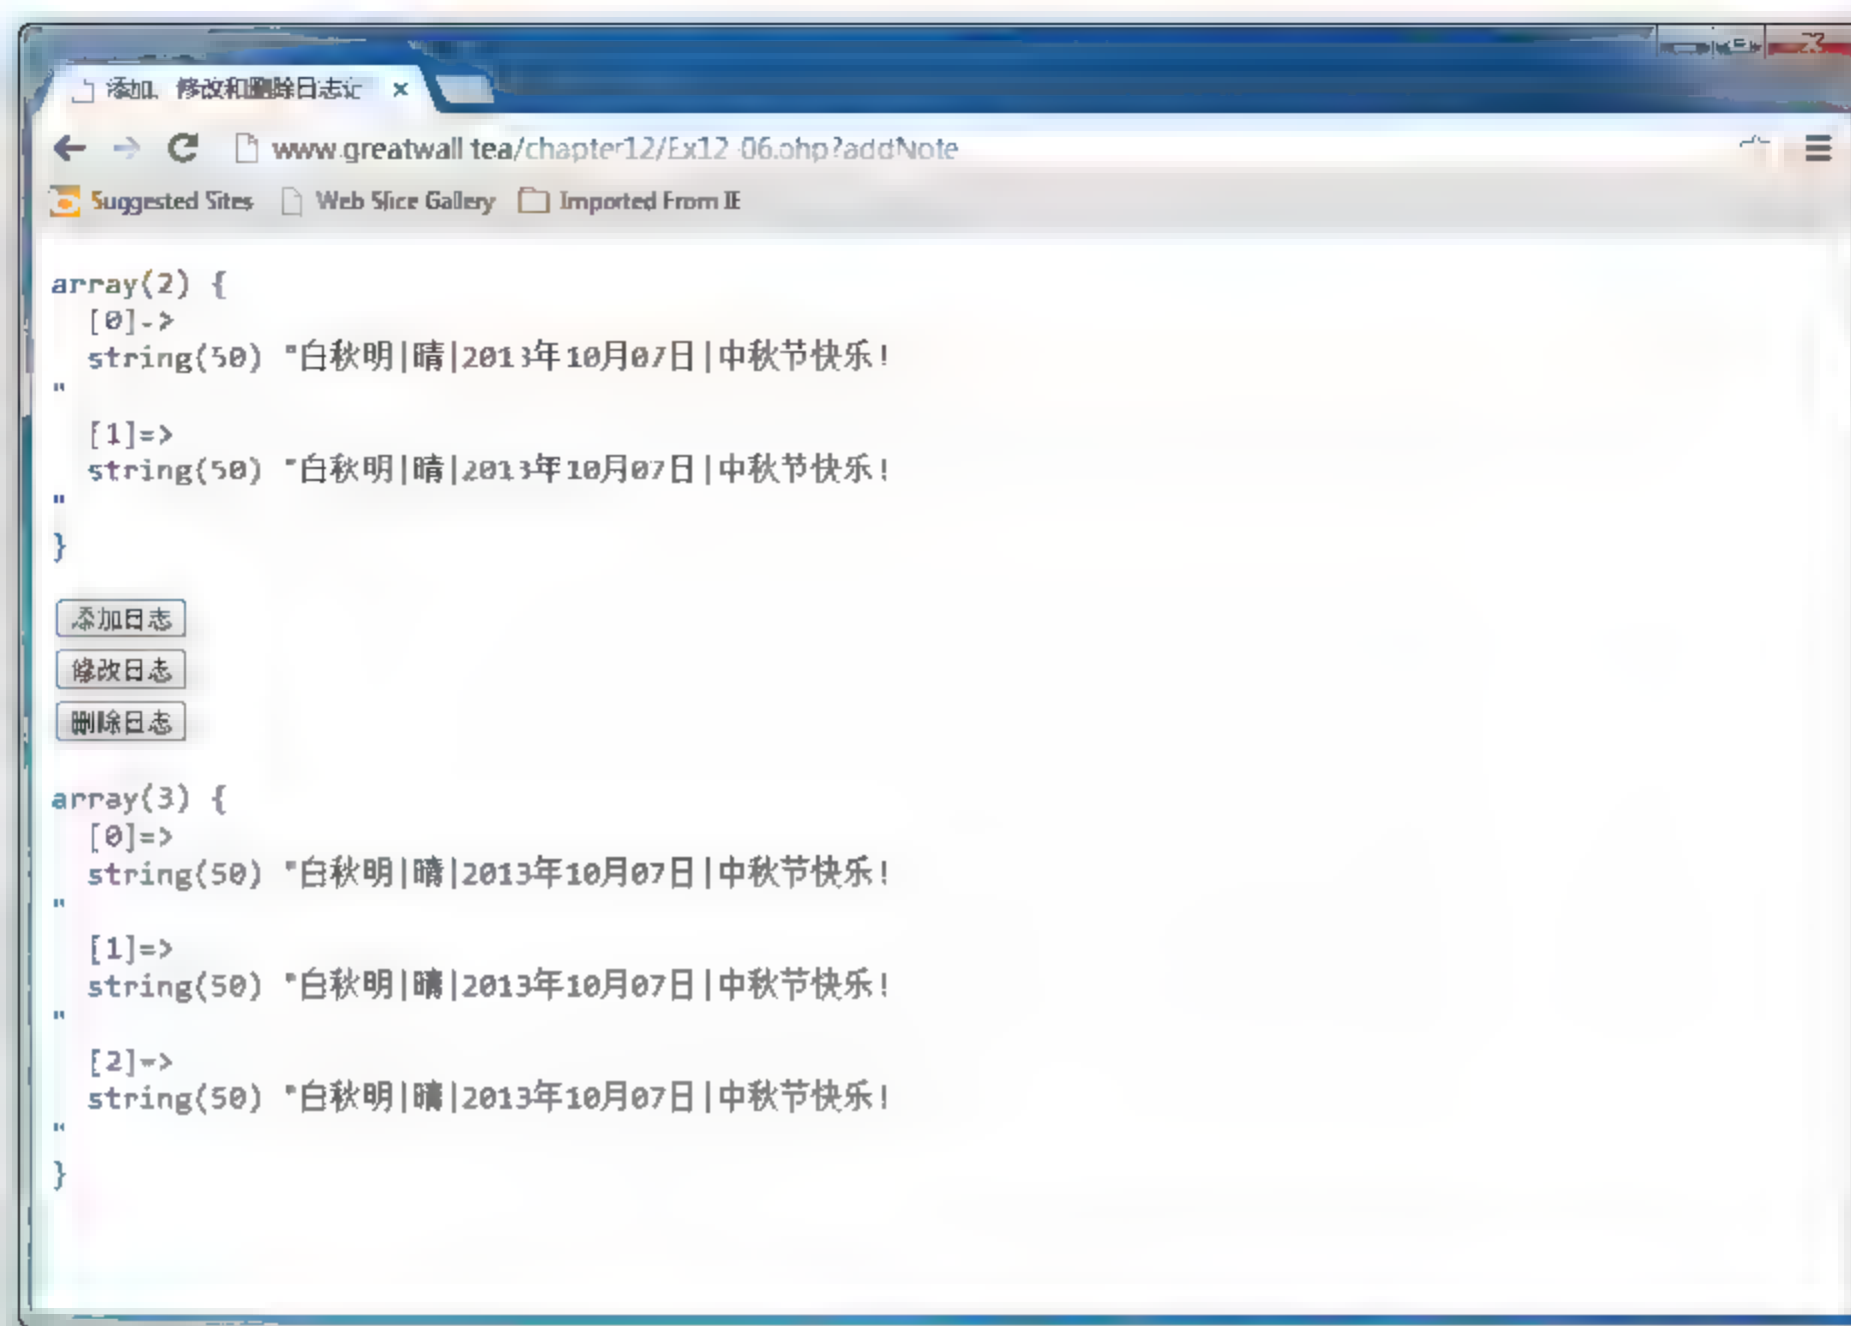 添加、修改和删除日志记
www.greatwall.tea/chapter12/Ex12-06.php?addNote
Suggested Sites Web Slice Gallery Imported From IE
array(2) {
[0]=>
string(50) "白秋明|晴|2013年10月07日|中秋节快乐!
"
[1]=>
string(50) "白秋明|晴|2013年10月07日|中秋节快乐!
"
}
添加日志
修改日志
删除日志
array(3) {
[0]=>
string(50) "白秋明|晴|2013年10月07日|中秋节快乐!
"
[1]=>
string(50) "白秋明|晴|2013年10月07日|中秋节快乐!
"
[2]=>
string(50) "白秋明|晴|2013年10月07日|中秋节快乐!
"
}